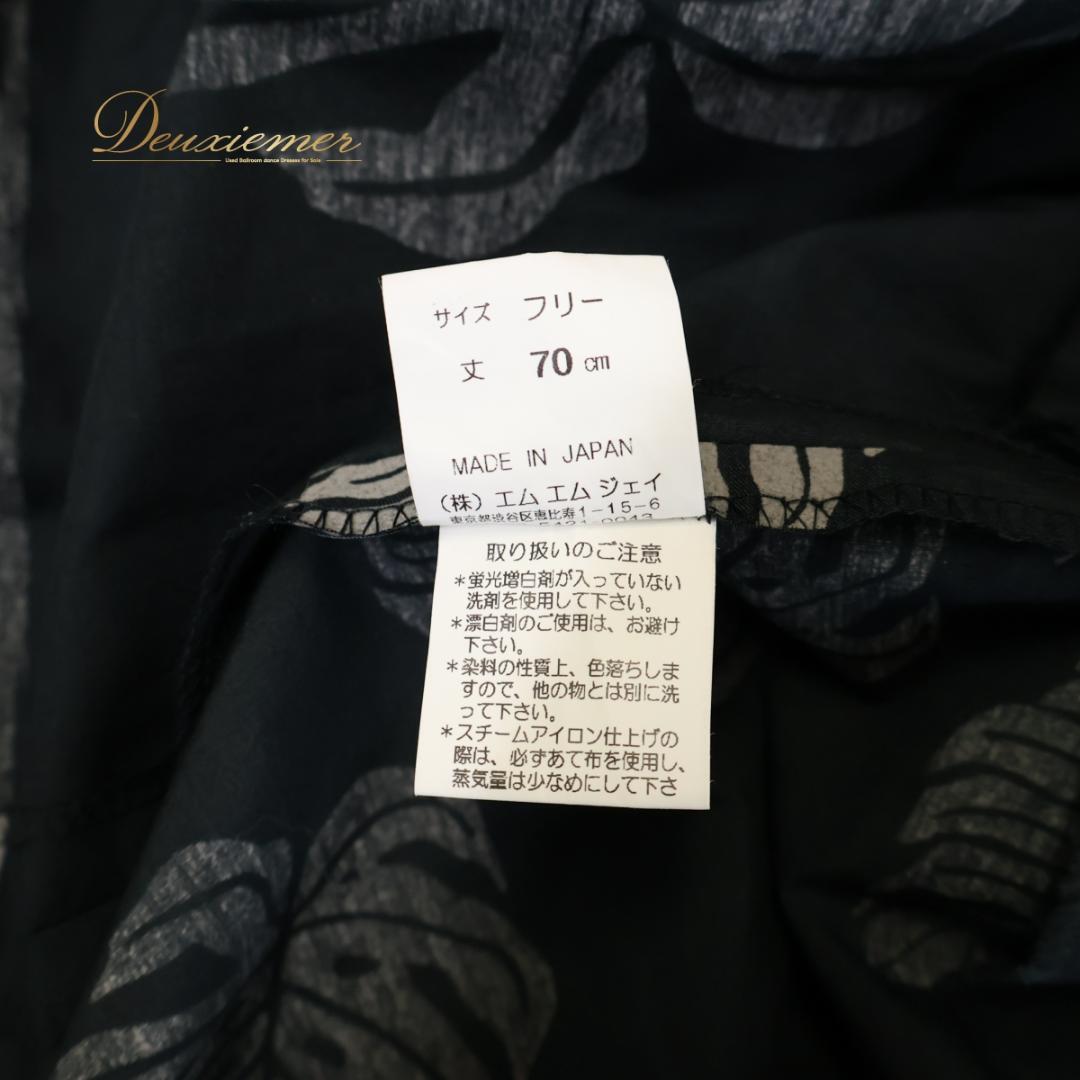 Deuxiemer
Used Ballroom dance Dresses for Sale
サイズ フリー
丈 70 cm
MADE IN JAPAN
(株) エム エム ジェイ
東京都渋谷区恵比寿1-15-6
取り扱いのご注意
*蛍光増白剤が入っていない
洗剤を使用して下さい。
*漂白剤のご使用は、お避け
下さい。
*染料の性質上、色落ちしま
すので、他の物とは別に洗
って下さい。
*スチームアイロン仕上げの
際は、必ずあて布を使用し、
蒸気量は少なめにして下さ